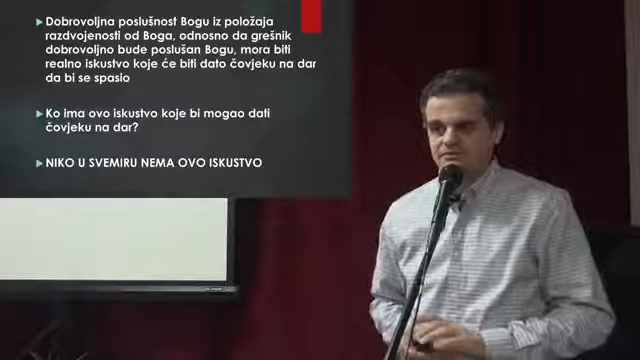 Dobrovoljna poslušnost Bogu iz položaja
razdvojenosti od Boga, odnosno da grešnik
dobrovoljno bude poslušan Bogu, mora biti
realno iskustvo koje će biti dato čovjeku na dar
da bi se spasio
Ko ima ovo iskustvo koje bi mogao dati
čovjeku na dar?
NIKO U SVEMIRU NEMA OVO ISKUSTVO